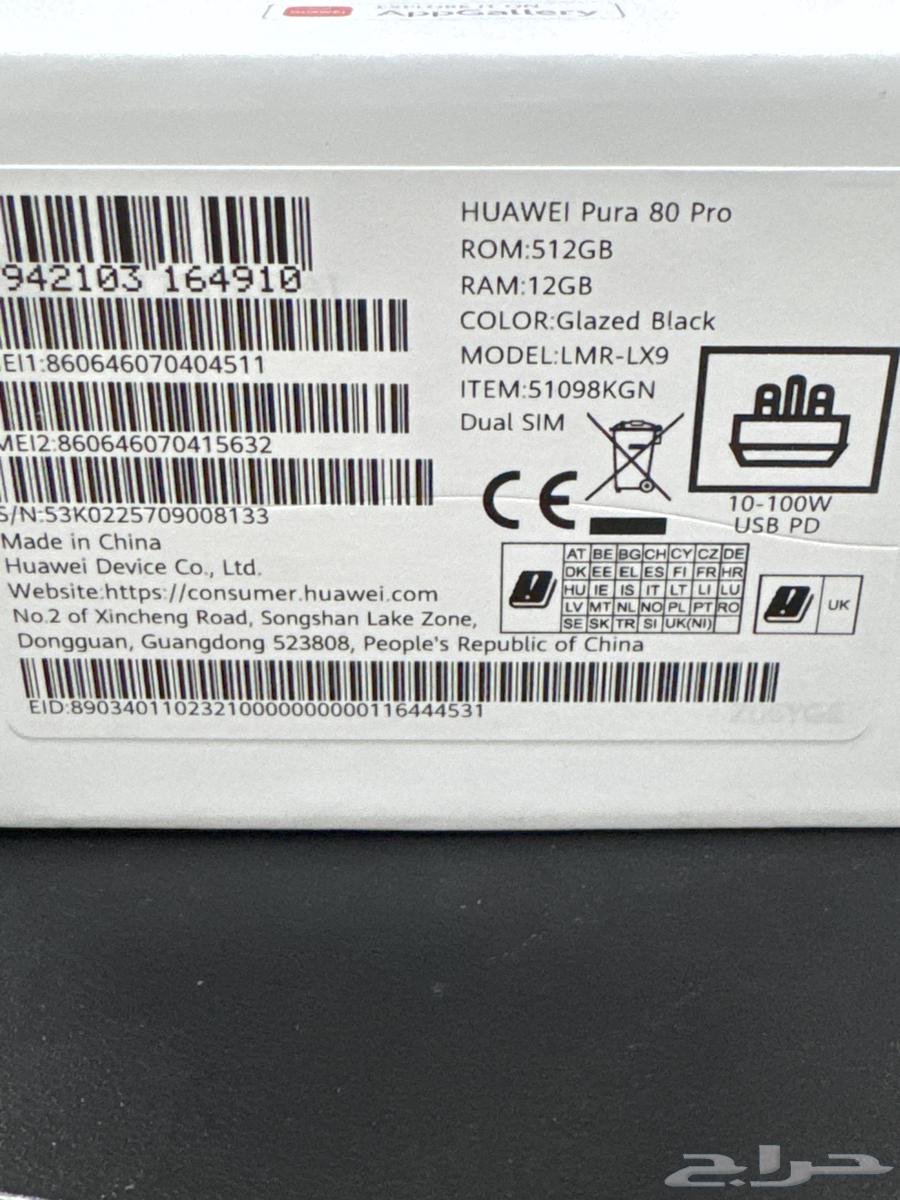 EXPLORE IT ON
AppGallery
942103 164910
EI1:860646070404511
MEI2:860646070415632
S/N:53K0225709008133
Made in China
Huawei Device Co., Ltd.
Website:https://consumer.huawei.com
No.2 of Xincheng Road, Songshan Lake Zone,
Dongguan, Guangdong 523808, People's Republic of China
EID:89034011023210000000000116444531
HUAWEI Pura 80 Pro
ROM:512GB
RAM:12GB
COLOR:Glazed Black
MODEL:LMR-LX9
ITEM:51098KGN
Dual SIM
CE
10-100W
USB PD
AT BE BG CH CY CZ DE
DK EE EL ES FI FR HR
HU IE IS IT LT LI LU
LV MT NL NO PL PT RO
SE SK TR SI UK(NI)
UK
حراج